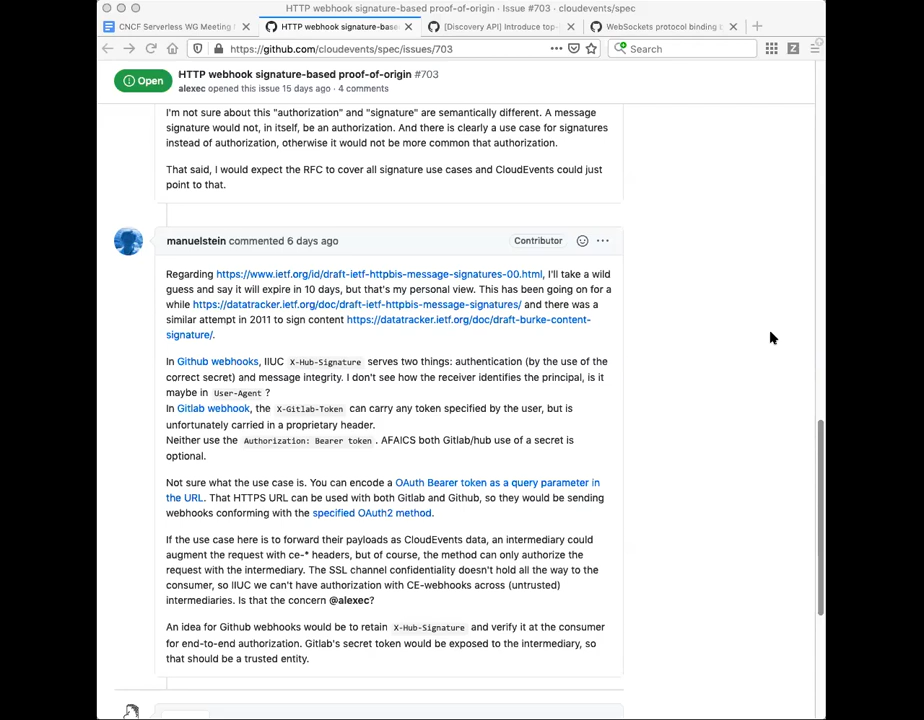 HTTP webhook signature-based proof-of-origin · Issue #703 · cloudevents/spec
CNCF Serverless WG Meeting
HTTP webhook signature-base
[Discovery API] Introduce top-
WebSockets protocol binding
https://github.com/cloudevents/spec/issues/703
Search
Open
HTTP webhook signature-based proof-of-origin #703
alexec opened this issue 15 days ago · 4 comments
I'm not sure about this "authorization" and "signature" are semantically different. A message
signature would not, in itself, be an authorization. And there is clearly a use case for signatures
instead of authorization, otherwise it would not be more common that authorization.
That said, I would expect the RFC to cover all signature use cases and CloudEvents could just
point to that.
manuelstein commented 6 days ago
Contributor
Regarding https://www.ietf.org/id/draft-ietf-httpbis-message-signatures-00.html, I'll take a wild
guess and say it will expire in 10 days, but that's my personal view. This has been going on for a
while https://datatracker.ietf.org/doc/draft-ietf-httpbis-message-signatures/ and there was a
similar attempt in 2011 to sign content https://datatracker.ietf.org/doc/draft-burke-content-
signature/.
In Github webhooks, IIUC X-Hub-Signature serves two things: authentication (by the use of the
correct secret) and message integrity. I don't see how the receiver identifies the principal, is it
maybe in User-Agent ?
In Gitlab webhook, the X-Gitlab-Token can carry any token specified by the user, but is
unfortunately carried in a proprietary header.
Neither use the Authorization: Bearer token . AFAICS both Gitlab/hub use of a secret is
optional.
Not sure what the use case is. You can encode a OAuth Bearer token as a query parameter in
the URL. That HTTPS URL can be used with both Gitlab and Github, so they would be sending
webhooks conforming with the specified OAuth2 method.
If the use case here is to forward their payloads as CloudEvents data, an intermediary could
augment the request with ce-* headers, but of course, the method can only authorize the
request with the intermediary. The SSL channel confidentiality doesn't hold all the way to the
consumer, so IIUC we can't have authorization with CE-webhooks across (untrusted)
intermediaries. Is that the concern @alexec?
An idea for Github webhooks would be to retain X-Hub-Signature and verify it at the consumer
for end-to-end authorization. Gitlab's secret token would be exposed to the intermediary, so
that should be a trusted entity.